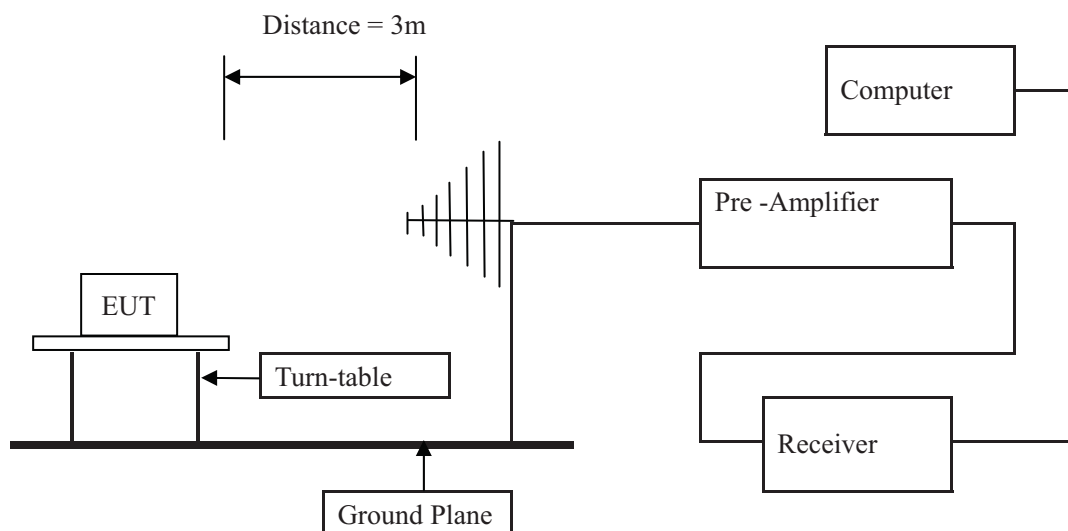 Distance = 3m
Computer
Pre -Amplifier
EUT
Turn-table
Receiver
Ground Plane